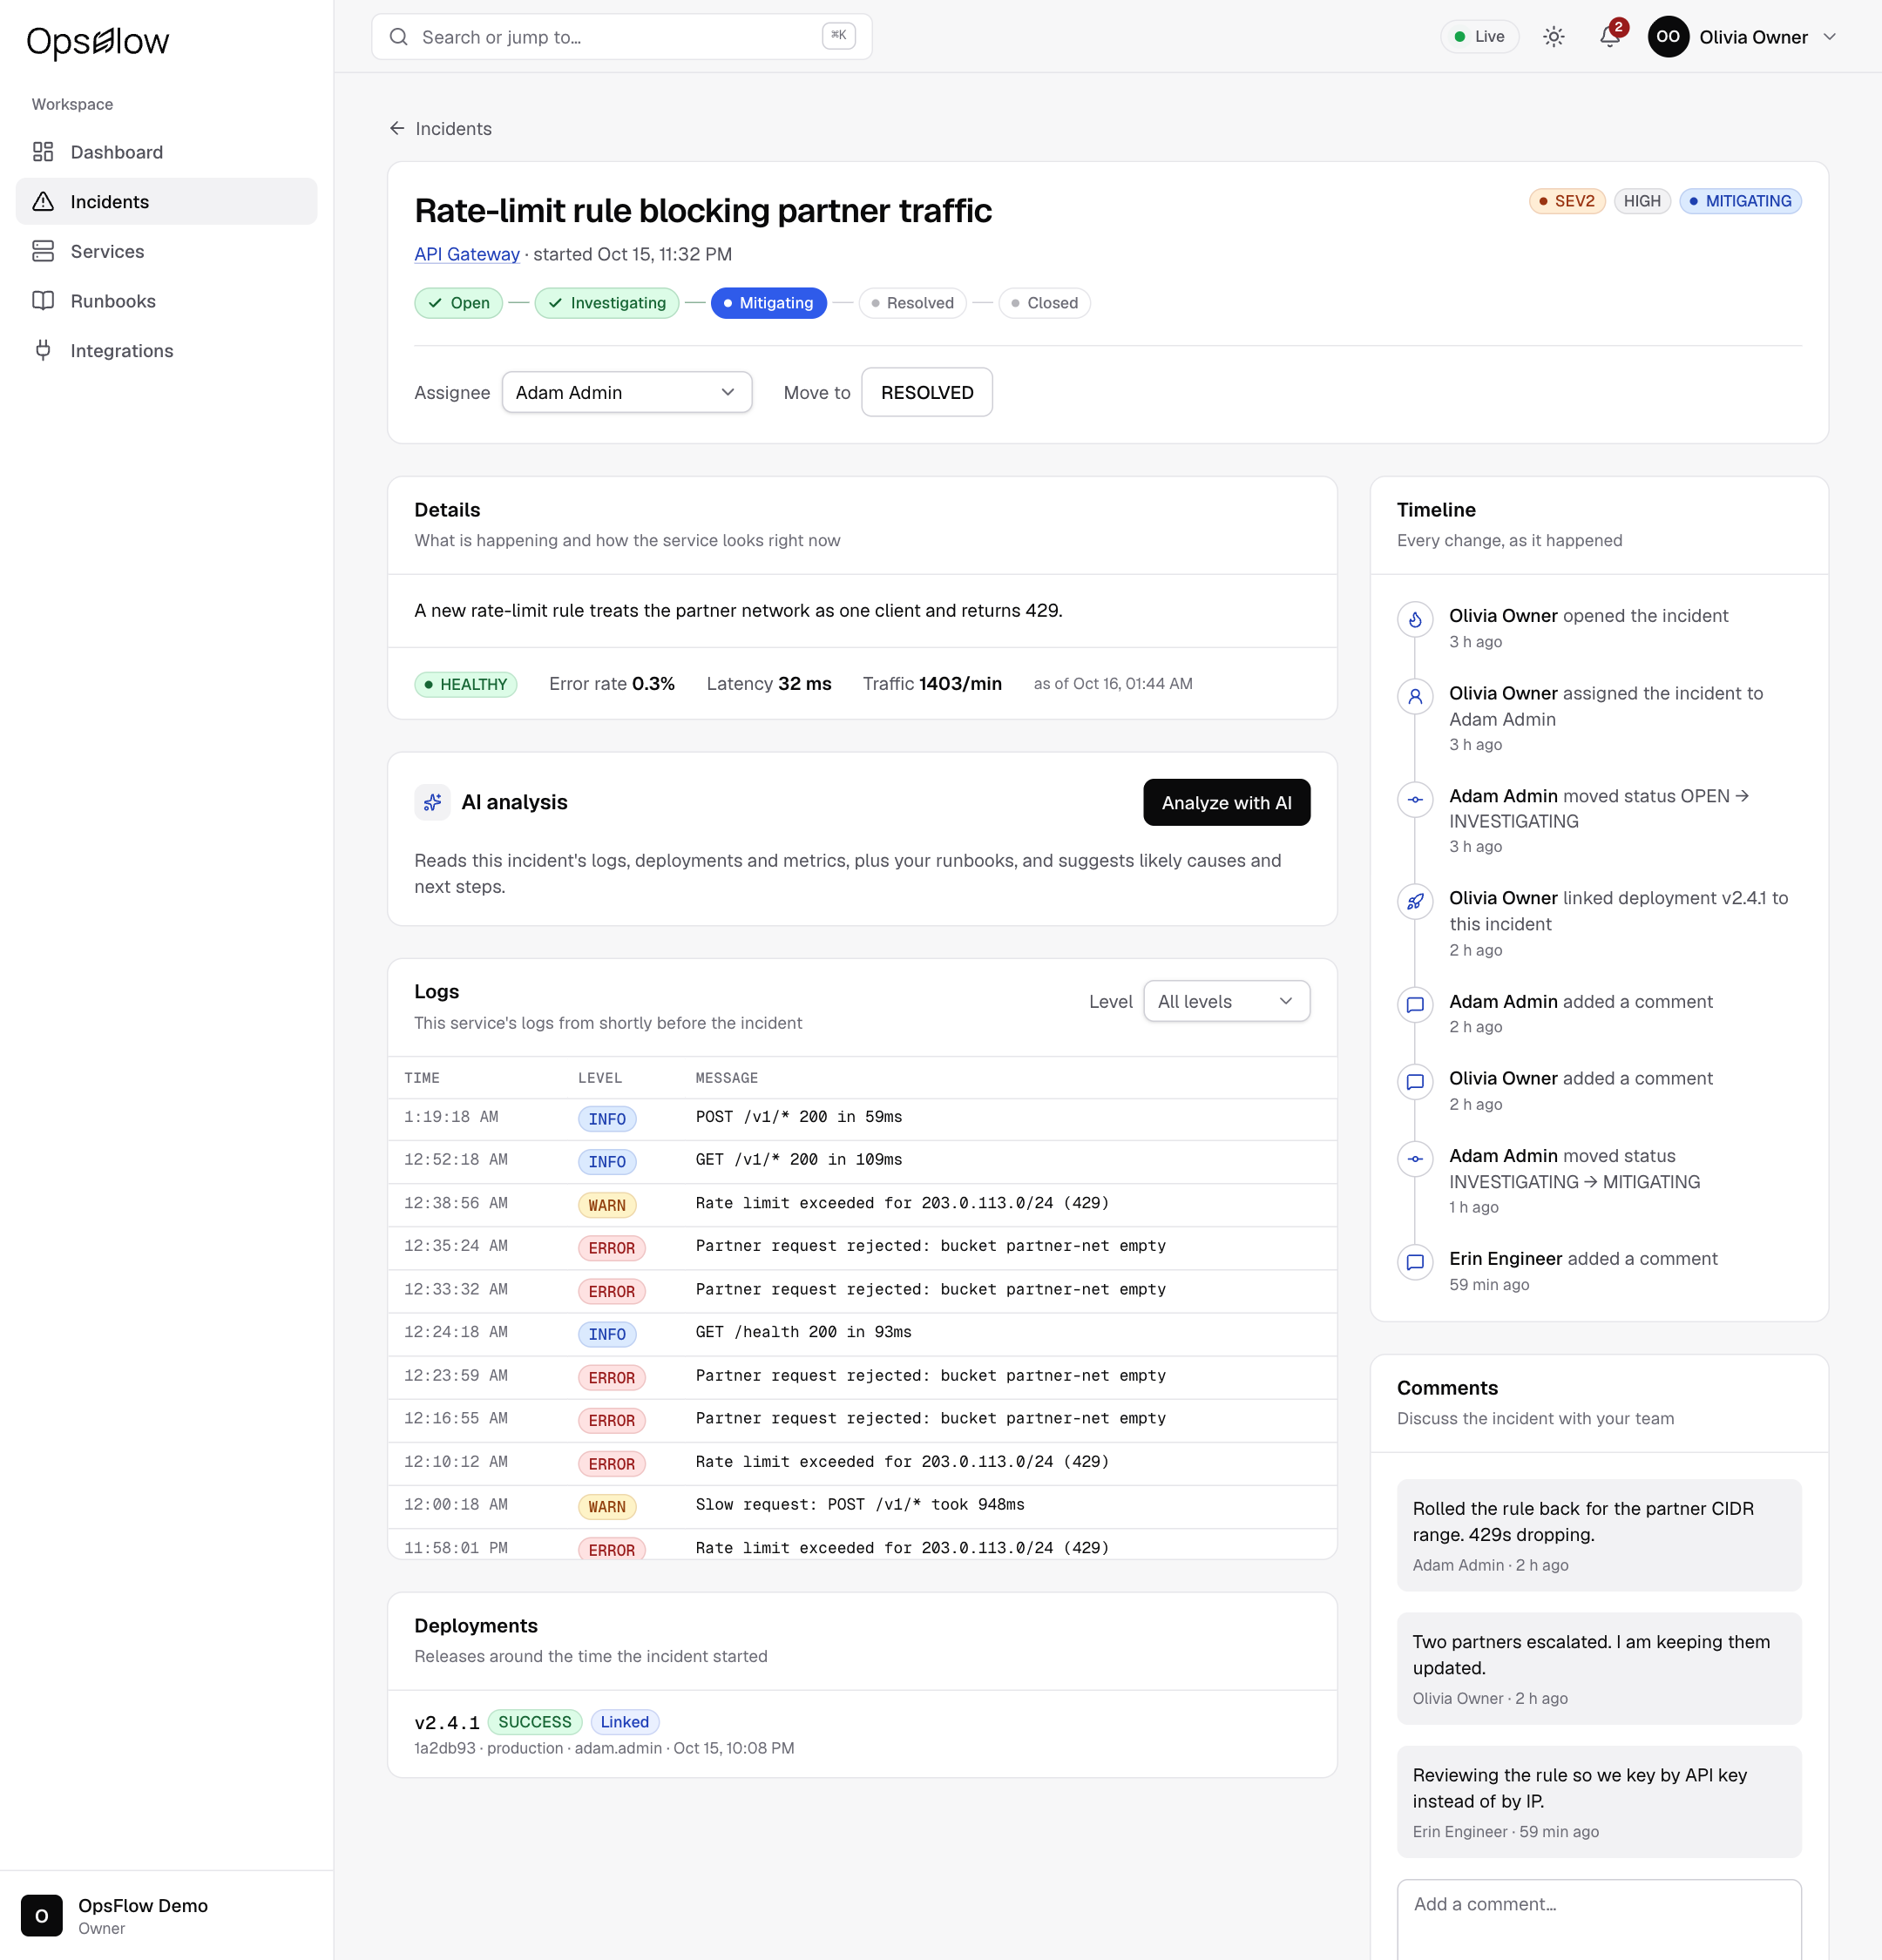 OpsFlow
Workspace
Dashboard
Incidents
Services
Runbooks
Integrations
OpsFlow Demo
O
Owner
Search or jump to…
⌘K
Live
2
OO
Olivia Owner
Incidents
Rate-limit rule blocking partner traffic
SEV2
HIGH
MITIGATING
API Gateway · started Oct 15, 11:32 PM
Open
Investigating
Mitigating
Resolved
Closed
Assignee
Adam Admin
Move to
RESOLVED
Details
What is happening and how the service looks right now
A new rate-limit rule treats the partner network as one client and returns 429.
HEALTHY
Error rate 0.3%
Latency 32 ms
Traffic 1403/min
as of Oct 16, 01:44 AM
AI analysis
Analyze with AI
Reads this incident's logs, deployments and metrics, plus your runbooks, and suggests likely causes and
next steps.
Logs
This service's logs from shortly before the incident
Level
All levels
TIME LEVEL MESSAGE
1:19:18 AM INFO POST /v1/* 200 in 59ms
12:52:18 AM INFO GET /v1/* 200 in 109ms
12:38:56 AM WARN Rate limit exceeded for 203.0.113.0/24 (429)
12:35:24 AM ERROR Partner request rejected: bucket partner-net empty
12:33:32 AM ERROR Partner request rejected: bucket partner-net empty
12:24:18 AM INFO GET /health 200 in 93ms
12:23:59 AM ERROR Partner request rejected: bucket partner-net empty
12:16:55 AM ERROR Partner request rejected: bucket partner-net empty
12:10:12 AM ERROR Rate limit exceeded for 203.0.113.0/24 (429)
12:00:18 AM WARN Slow request: POST /v1/* took 948ms
11:58:01 PM ERROR Rate limit exceeded for 203.0.113.0/24 (429)
Deployments
Releases around the time the incident started
v2.4.1 SUCCESS Linked
1a2db93 · production · adam.admin · Oct 15, 10:08 PM
Timeline
Every change, as it happened
Olivia Owner opened the incident
3 h ago
Olivia Owner assigned the incident to
Adam Admin
3 h ago
Adam Admin moved status OPEN →
INVESTIGATING
3 h ago
Olivia Owner linked deployment v2.4.1 to
this incident
2 h ago
Adam Admin added a comment
2 h ago
Olivia Owner added a comment
2 h ago
Adam Admin moved status
INVESTIGATING → MITIGATING
1 h ago
Erin Engineer added a comment
59 min ago
Comments
Discuss the incident with your team
Rolled the rule back for the partner CIDR
range. 429s dropping.
Adam Admin · 2 h ago
Two partners escalated. I am keeping them
updated.
Olivia Owner · 2 h ago
Reviewing the rule so we key by API key
instead of by IP.
Erin Engineer · 59 min ago
Add a comment…